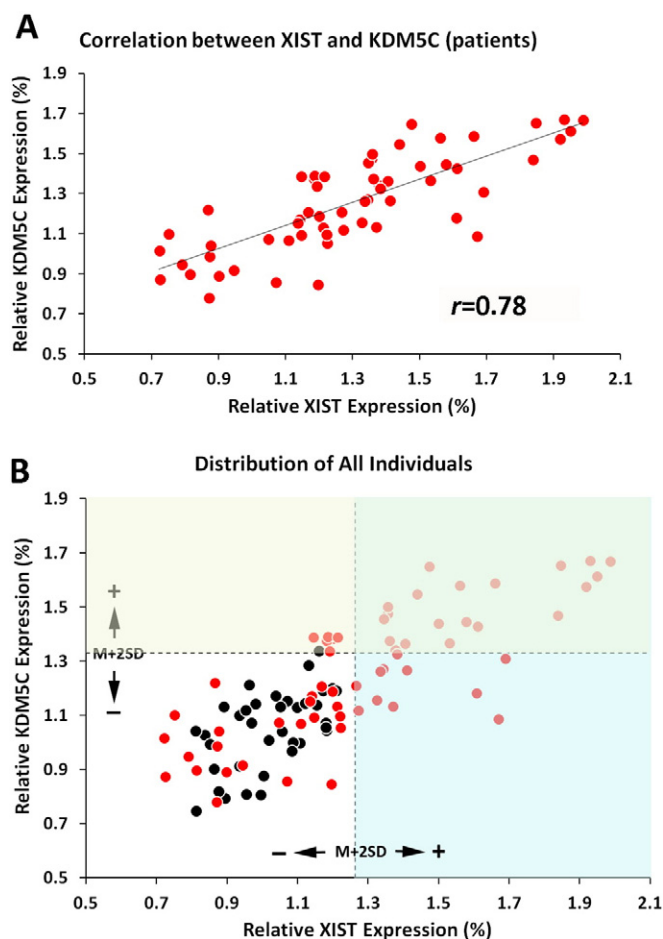 A
Correlation between XIST and KDM5C (patients)
Relative KDM5C Expression (%)
1.9
1.7
1.5
1.3
1.1
0.9
0.7
0.5
r=0.78
0.5 0.7 0.9 1.1 1.3 1.5 1.7 1.9 2.1
Relative XIST Expression (%)
B
Distribution of All Individuals
Relative KDM5C Expression (%)
1.9
1.7
1.5
1.3
1.1
0.9
0.7
0.5
+
M+2SD
−
− M+2SD +
0.5 0.7 0.9 1.1 1.3 1.5 1.7 1.9 2.1
Relative XIST Expression (%)